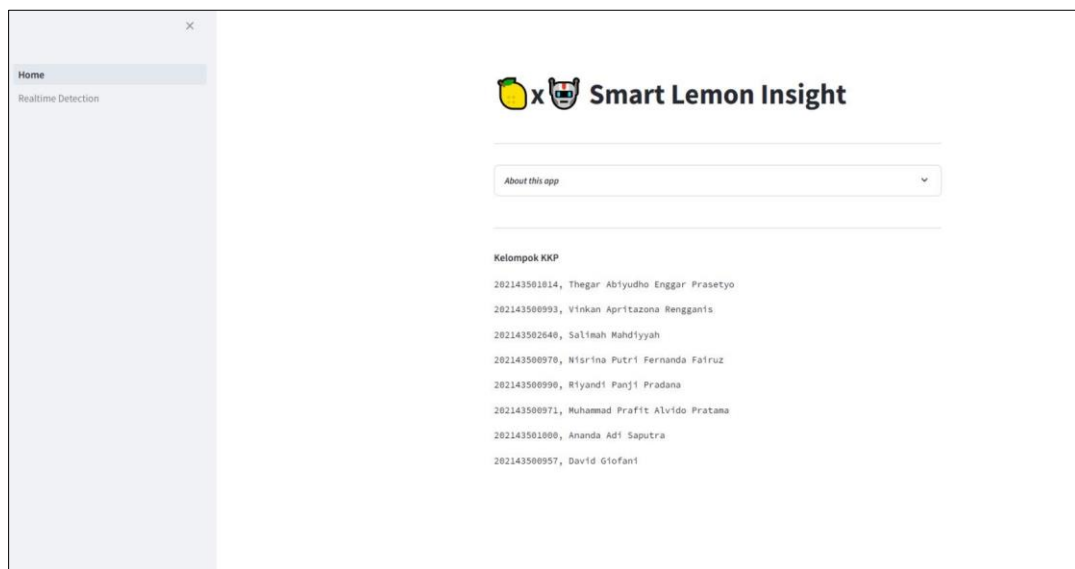 Home
Realtime Detection
x Smart Lemon Insight
About this app
Kelompok KKP
202143501014, Thegar Abiyudho Enggar Prasetyo
202143500993, Vinkan Apritazona Rengganis
202143502640, Salimah Mahdiyyah
202143500970, Nisrina Putri Fernanda Fairuz
202143500990, Riyandi Panji Pradana
202143500971, Muhammad Prafit Alvido Pratama
202143501000, Ananda Adi Saputra
202143500957, David Giofani